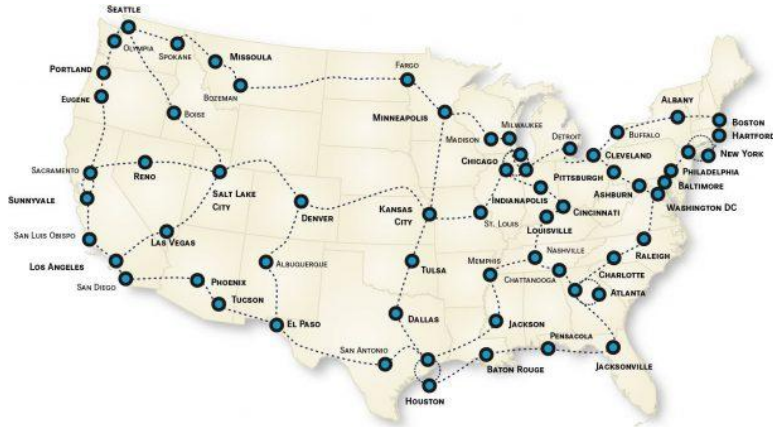 SEATTLE
OLYMPIA
SPOKANE
MISSOULA
PORTLAND
FARGO
EUGENE
BOZEMAN
BOISE
MINNEAPOLIS
MILWAUKEE
MADISON
DETROIT
ALBANY
BUFFALO
BOSTON
HARTFORD
SACRAMENTO
RENO
CHICAGO
CLEVELAND
NEW YORK
SUNNYVALE
SALT LAKE
CITY
PITTSBURGH
PHILADELPHIA
DENVER
KANSAS
CITY
INDIANAPOLIS
ASHBURN
BALTIMORE
ST. LOUIS
CINCINNATI
WASHINGTON DC
SAN LUIS OBISPO
LAS VEGAS
LOUISVILLE
LOS ANGELES
ALBUQUERQUE
TULSA
MEMPHIS
NASHVILLE
RALEIGH
SAN DIEGO
PHOENIX
CHATTANOOGA
CHARLOTTE
TUCSON
ATLANTA
EL PASO
DALLAS
JACKSON
SAN ANTONIO
PENSACOLA
BATON ROUGE
JACKSONVILLE
HOUSTON